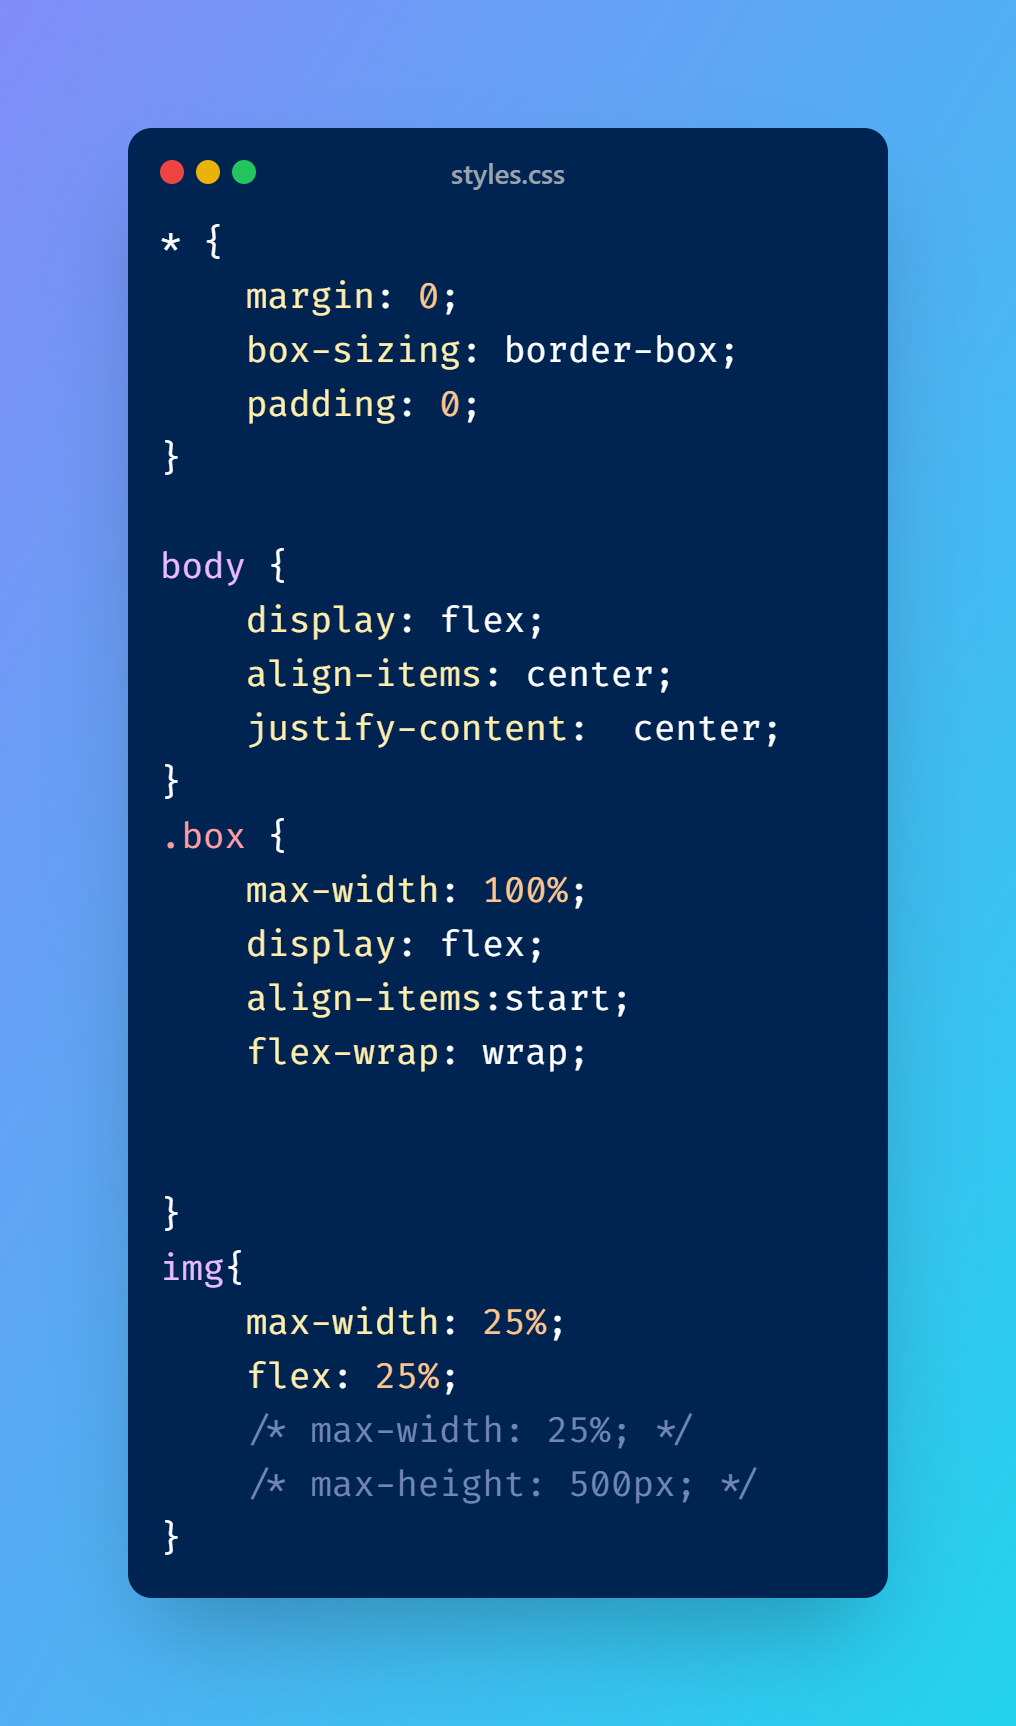 styles.css
* {
    margin: 0;
    box-sizing: border-box;
    padding: 0;
}

body {
    display: flex;
    align-items: center;
    justify-content:  center;
}
.box {
    max-width: 100%;
    display: flex;
    align-items:start;
    flex-wrap: wrap;


}
img{
    max-width: 25%;
    flex: 25%;
    /* max-width: 25%; */
    /* max-height: 500px; */
}